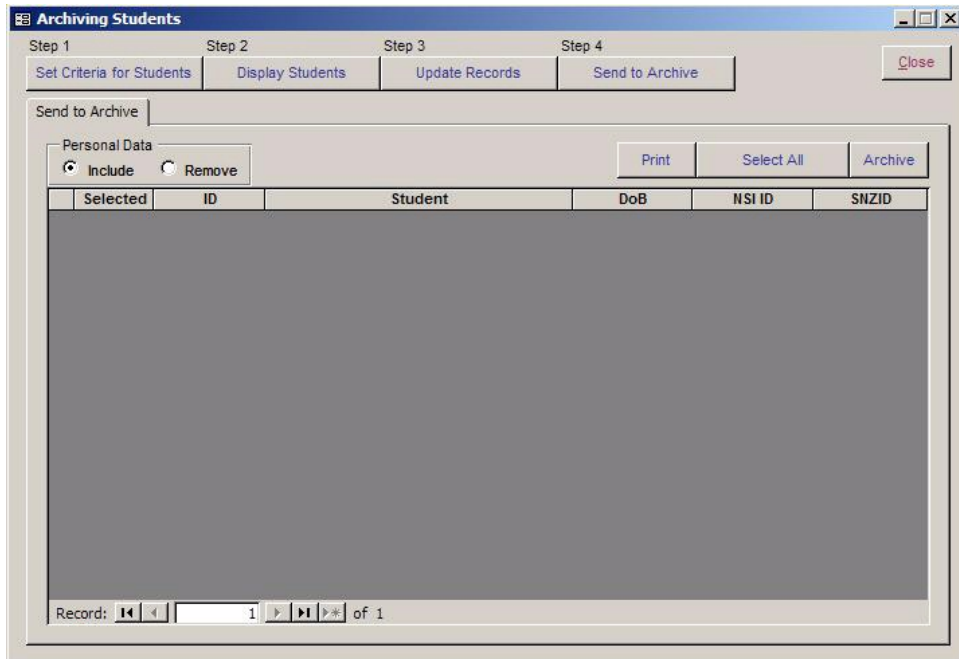 Archiving Students
Step 1 Step 2 Step 3 Step 4
Set Criteria for Students Display Students Update Records Send to Archive Close
Send to Archive
Personal Data
Include Remove Print Select All Archive
Selected ID Student DoB NSI ID SNZID
Record: 1 of 1